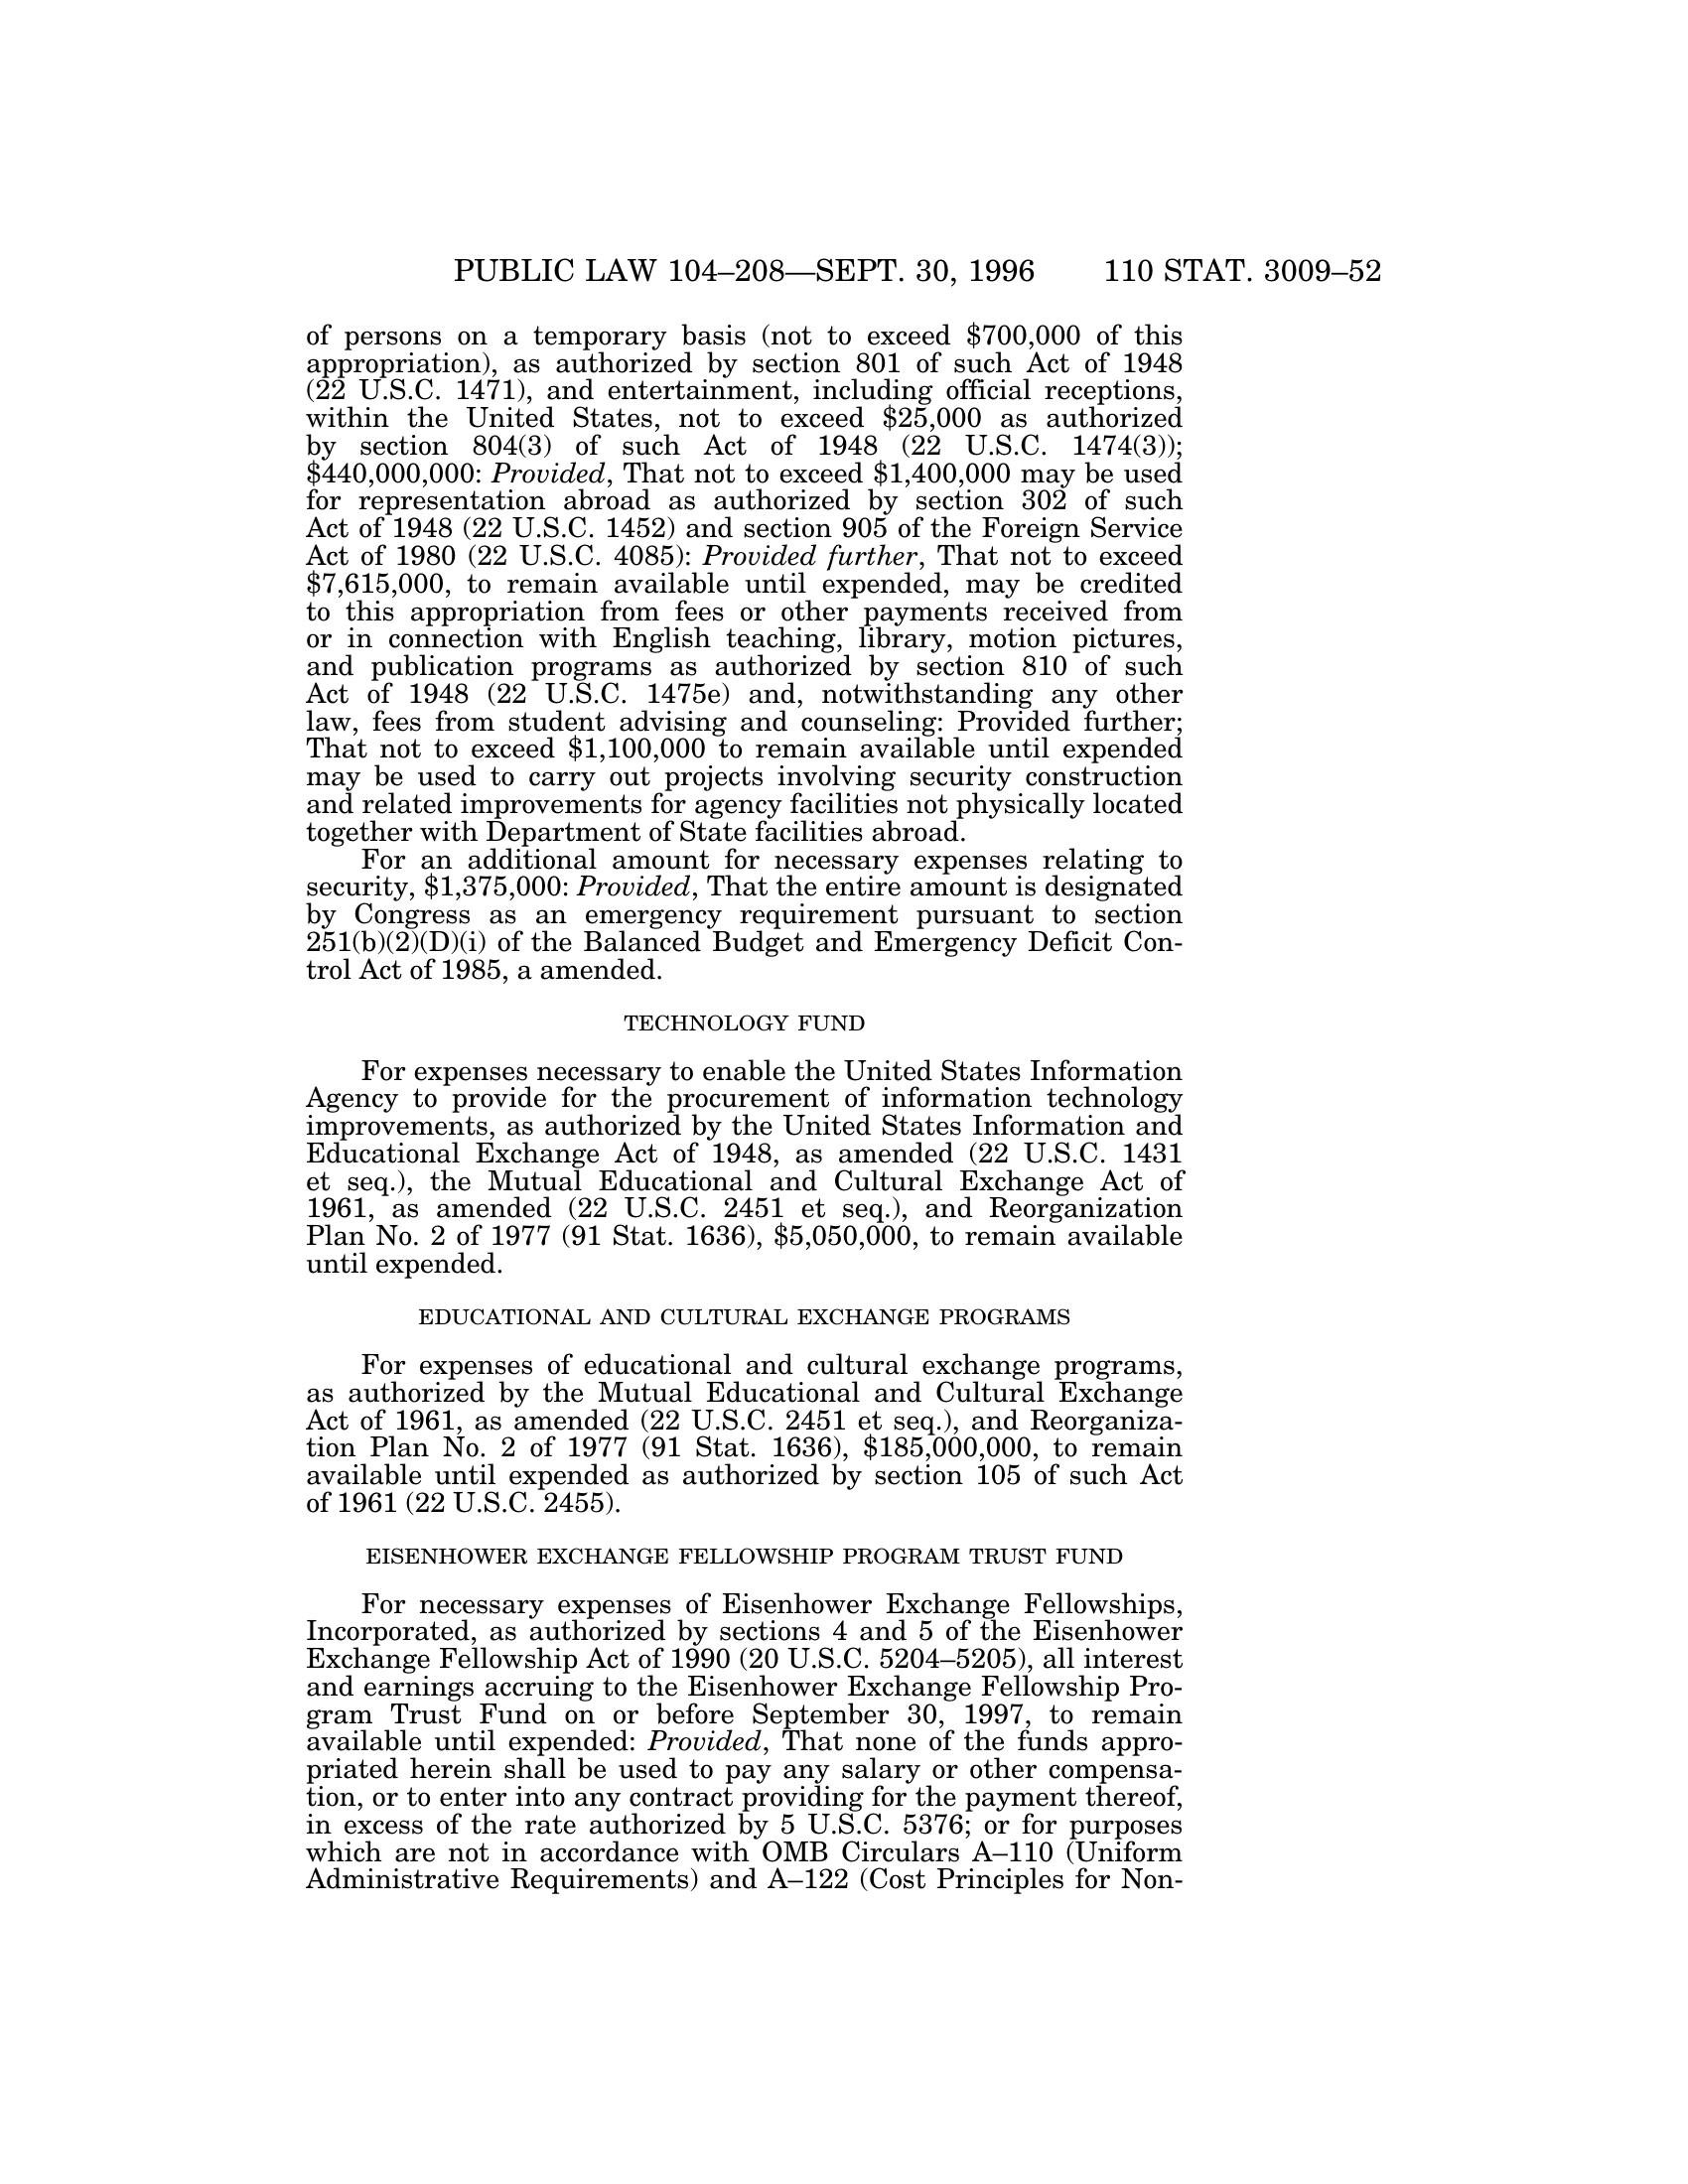 PUBLIC LAW 104–208—SEPT. 30, 1996 110 STAT. 3009–52
of persons on a temporary basis (not to exceed $700,000 of this
appropriation), as authorized by section 801 of such Act of 1948
(22 U.S.C. 1471), and entertainment, including official receptions,
within the United States, not to exceed $25,000 as authorized
by section 804(3) of such Act of 1948 (22 U.S.C. 1474(3));
$440,000,000: Provided, That not to exceed $1,400,000 may be used
for representation abroad as authorized by section 302 of such
Act of 1948 (22 U.S.C. 1452) and section 905 of the Foreign Service
Act of 1980 (22 U.S.C. 4085): Provided further, That not to exceed
$7,615,000, to remain available until expended, may be credited
to this appropriation from fees or other payments received from
or in connection with English teaching, library, motion pictures,
and publication programs as authorized by section 810 of such
Act of 1948 (22 U.S.C. 1475e) and, notwithstanding any other
law, fees from student advising and counseling: Provided further;
That not to exceed $1,100,000 to remain available until expended
may be used to carry out projects involving security construction
and related improvements for agency facilities not physically located
together with Department of State facilities abroad.
For an additional amount for necessary expenses relating to
security, $1,375,000: Provided, That the entire amount is designated
by Congress as an emergency requirement pursuant to section
251(b)(2)(D)(i) of the Balanced Budget and Emergency Deficit Con-
trol Act of 1985, a amended.
TECHNOLOGY FUND
For expenses necessary to enable the United States Information
Agency to provide for the procurement of information technology
improvements, as authorized by the United States Information and
Educational Exchange Act of 1948, as amended (22 U.S.C. 1431
et seq.), the Mutual Educational and Cultural Exchange Act of
1961, as amended (22 U.S.C. 2451 et seq.), and Reorganization
Plan No. 2 of 1977 (91 Stat. 1636), $5,050,000, to remain available
until expended.
EDUCATIONAL AND CULTURAL EXCHANGE PROGRAMS
For expenses of educational and cultural exchange programs,
as authorized by the Mutual Educational and Cultural Exchange
Act of 1961, as amended (22 U.S.C. 2451 et seq.), and Reorganiza-
tion Plan No. 2 of 1977 (91 Stat. 1636), $185,000,000, to remain
available until expended as authorized by section 105 of such Act
of 1961 (22 U.S.C. 2455).
EISENHOWER EXCHANGE FELLOWSHIP PROGRAM TRUST FUND
For necessary expenses of Eisenhower Exchange Fellowships,
Incorporated, as authorized by sections 4 and 5 of the Eisenhower
Exchange Fellowship Act of 1990 (20 U.S.C. 5204–5205), all interest
and earnings accruing to the Eisenhower Exchange Fellowship Pro-
gram Trust Fund on or before September 30, 1997, to remain
available until expended: Provided, That none of the funds appro-
priated herein shall be used to pay any salary or other compensa-
tion, or to enter into any contract providing for the payment thereof,
in excess of the rate authorized by 5 U.S.C. 5376; or for purposes
which are not in accordance with OMB Circulars A–110 (Uniform
Administrative Requirements) and A–122 (Cost Principles for Non-